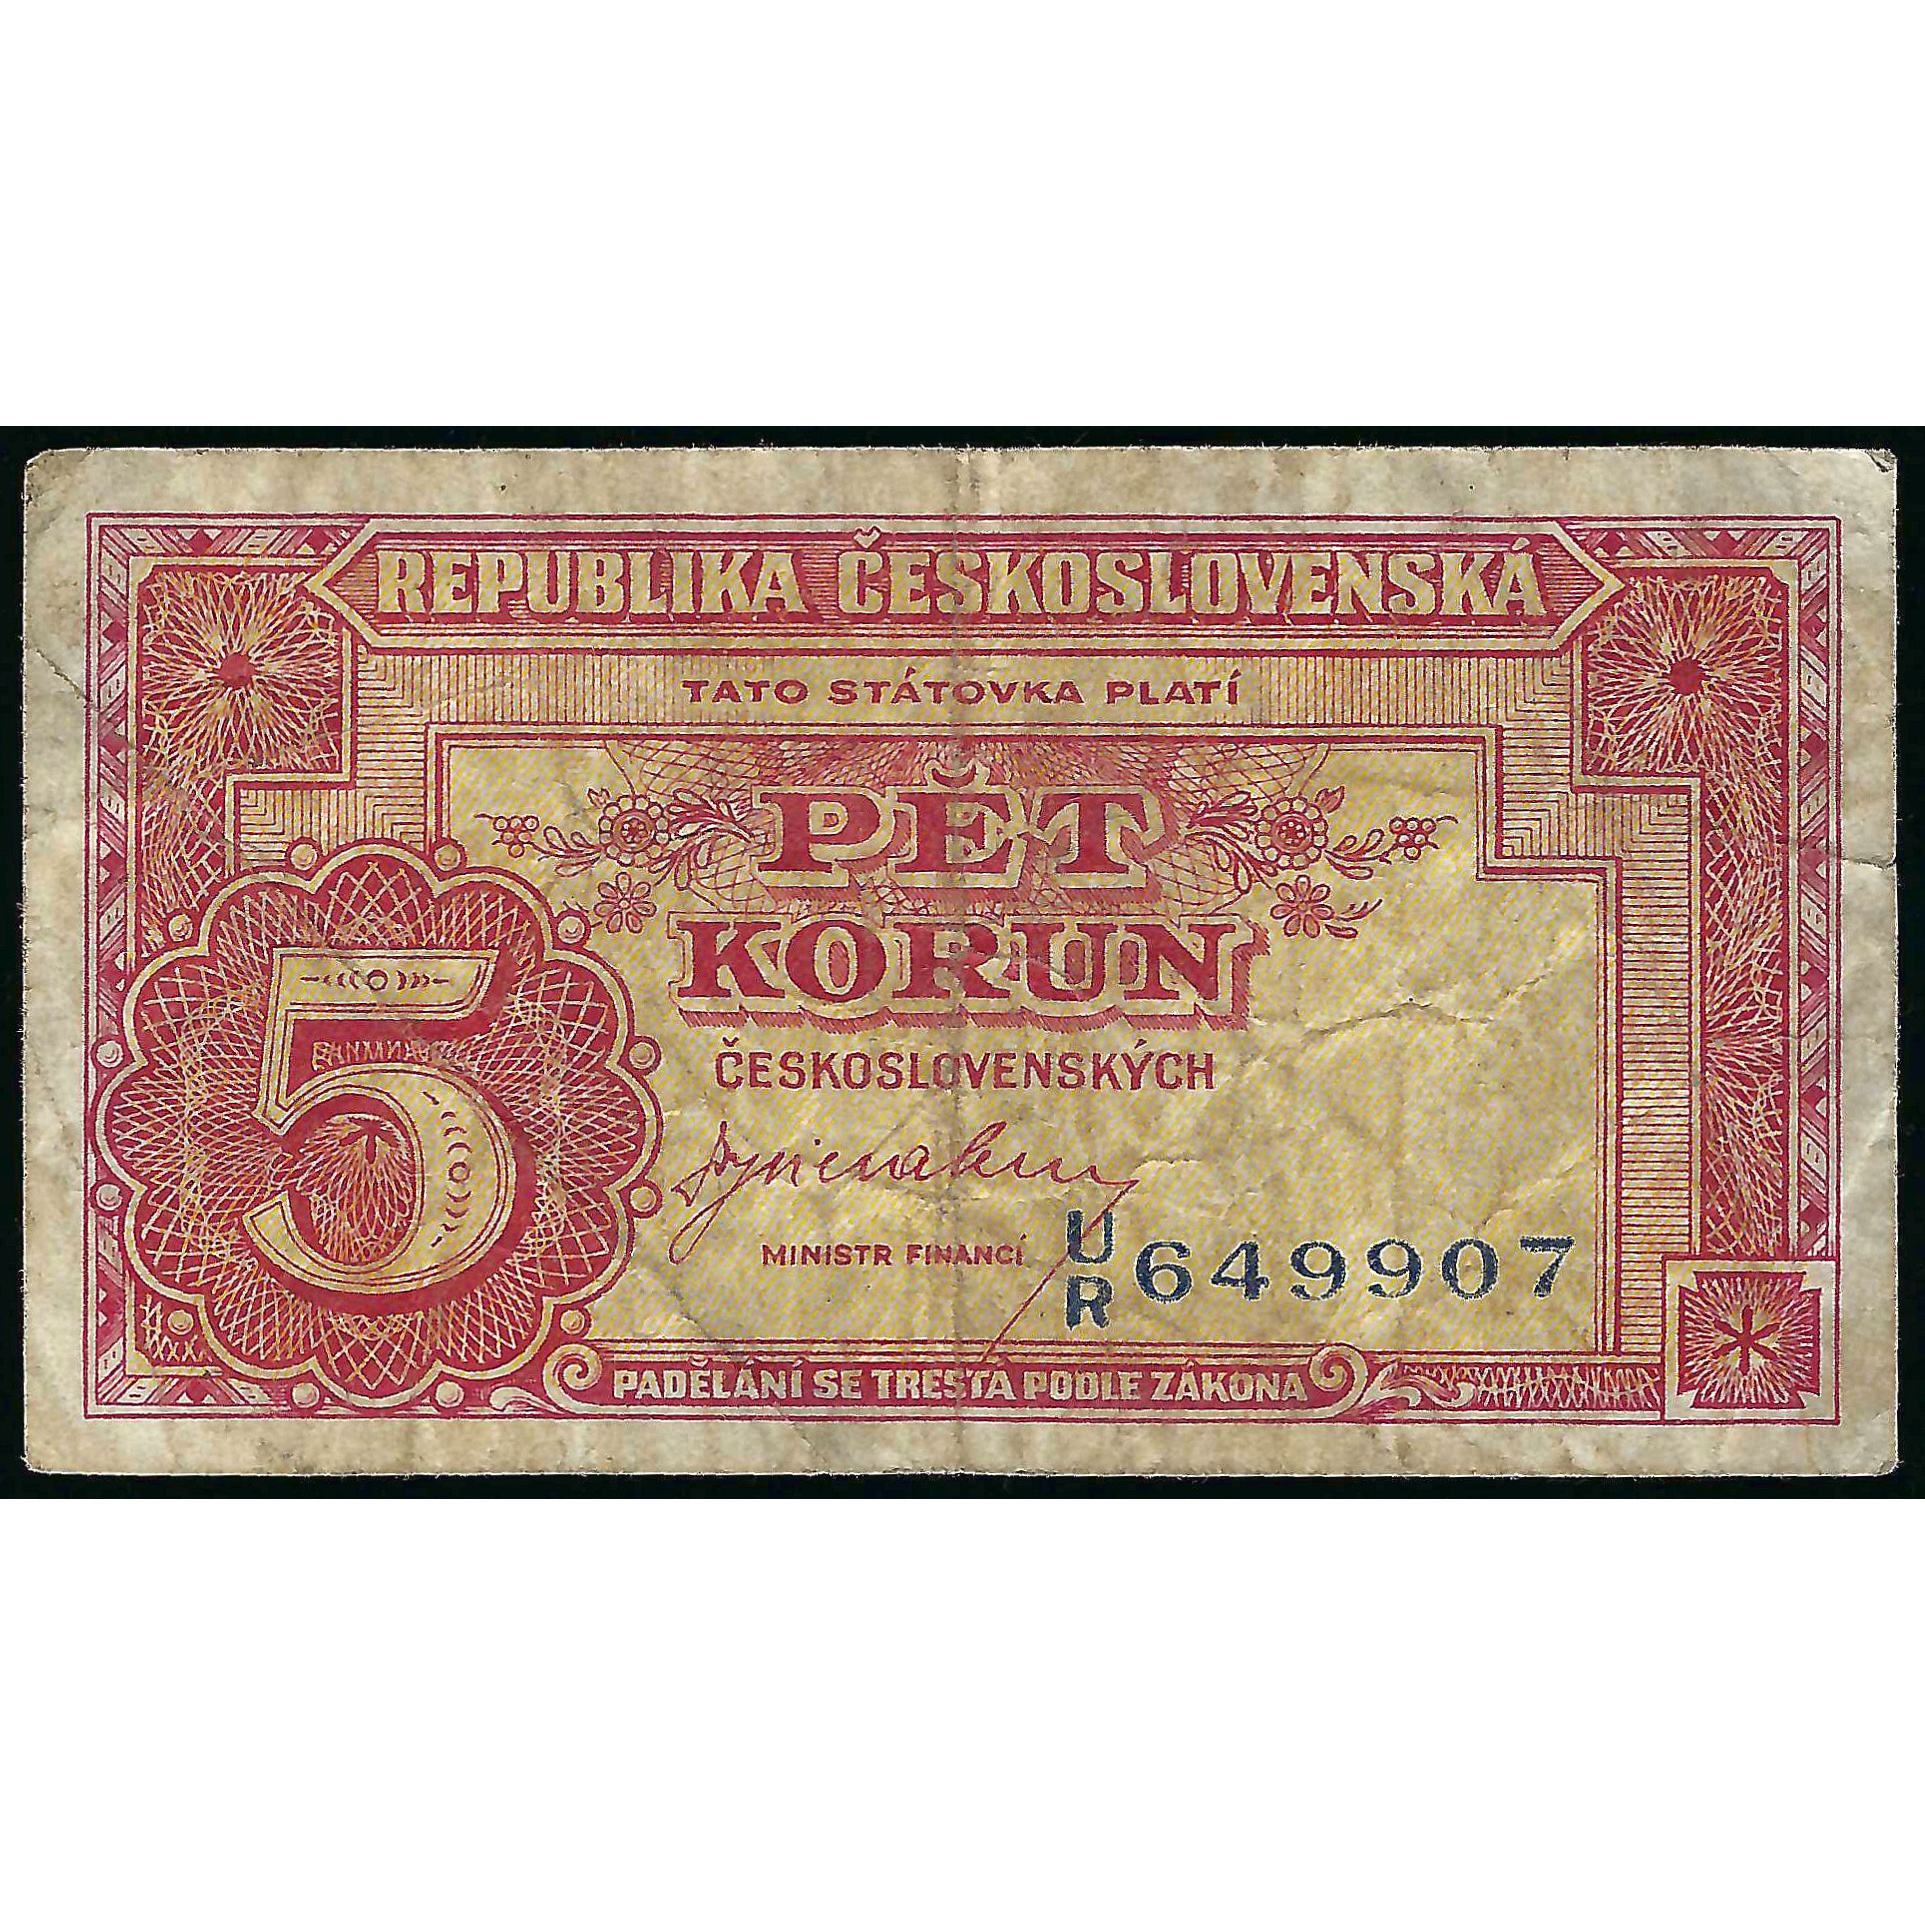 REPUBLIKA ČESKOSLOVENSKÁ
TATO STÁTOVKA PLATÍ
PĚT
KORUN
ČESKOSLOVENSKÝCH
5
MINISTR FINANCÍ
U
R 649907
PADĚLÁNÍ SE TRESTÁ PODLE ZÁKONA